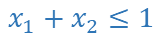 x₁ + x₂ ≤ 1